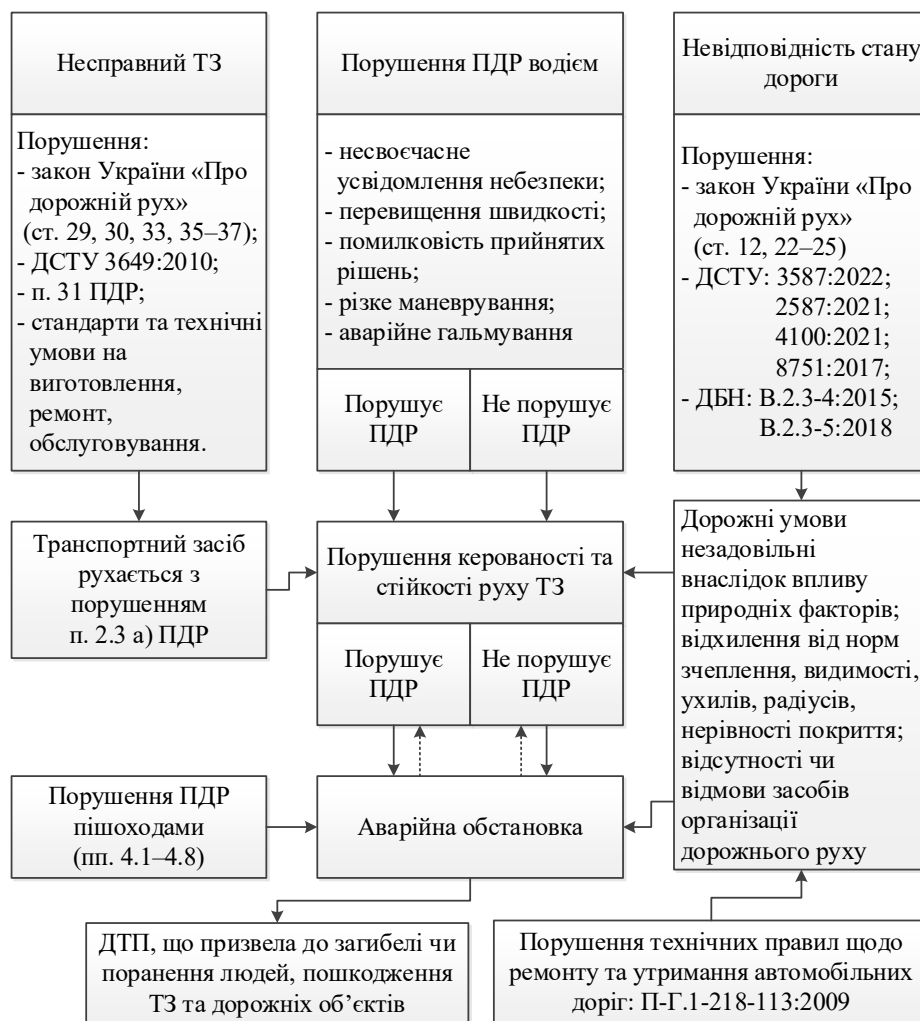 Несправний ТЗ
Порушення:
- закон України «Про
дорожній рух»
(ст. 29, 30, 33, 35–37);
- ДСТУ 3649:2010;
- п. 31 ПДР;
- стандарти та технічні
умови на
виготовлення,
ремонт,
обслуговування.
Порушення ПДР водієм
- несвоєчасне
усвідомлення небезпеки;
- перевищення швидкості;
- помилковість прийнятих
рішень;
- різке маневрування;
- аварійне гальмування
Порушує
ПДР
Не порушує
ПДР
Невідповідність стану
дороги
Порушення:
- закон України «Про
дорожній рух»
(ст. 12, 22–25)
- ДСТУ: 3587:2022;
2587:2021;
4100:2021;
8751:2017;
- ДБН: В.2.3-4:2015;
В.2.3-5:2018
Транспортний засіб
рухається з
порушенням
п. 2.3 а) ПДР
Порушення керованості та
стійкості руху ТЗ
Порушує
ПДР
Не порушує
ПДР
Дорожні умови
незадовільні
внаслідок впливу
природніх факторів;
відхилення від норм
зчеплення, видимості,
ухилів, радіусів,
нерівності покриття;
відсутності чи
відмови засобів
організації
дорожнього руху
Порушення ПДР
пішоходами
(пп. 4.1–4.8)
Аварійна обстановка
ДТП, що призвела до загибелі чи
поранення людей, пошкодження
ТЗ та дорожніх об’єктів
Порушення технічних правил щодо
ремонту та утримання автомобільних
доріг: П-Г.1-218-113:2009